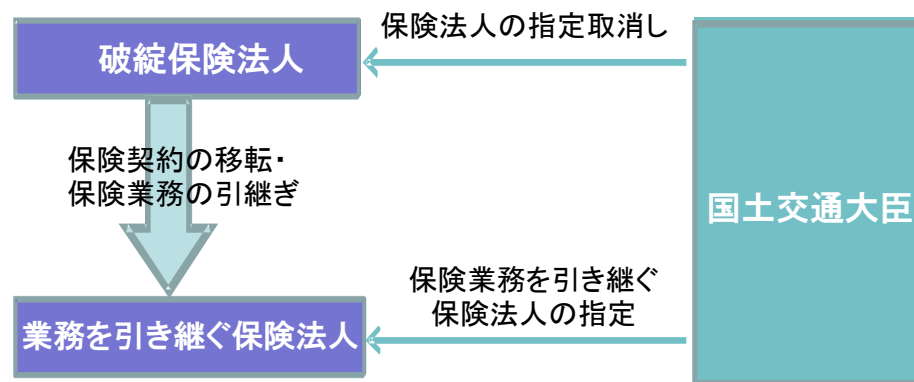 保険法人の指定取消し
破綻保険法人
保険契約の移転・
保険業務の引継ぎ
国土交通大臣
保険業務を引き継ぐ
保険法人の指定
業務を引き継ぐ保険法人